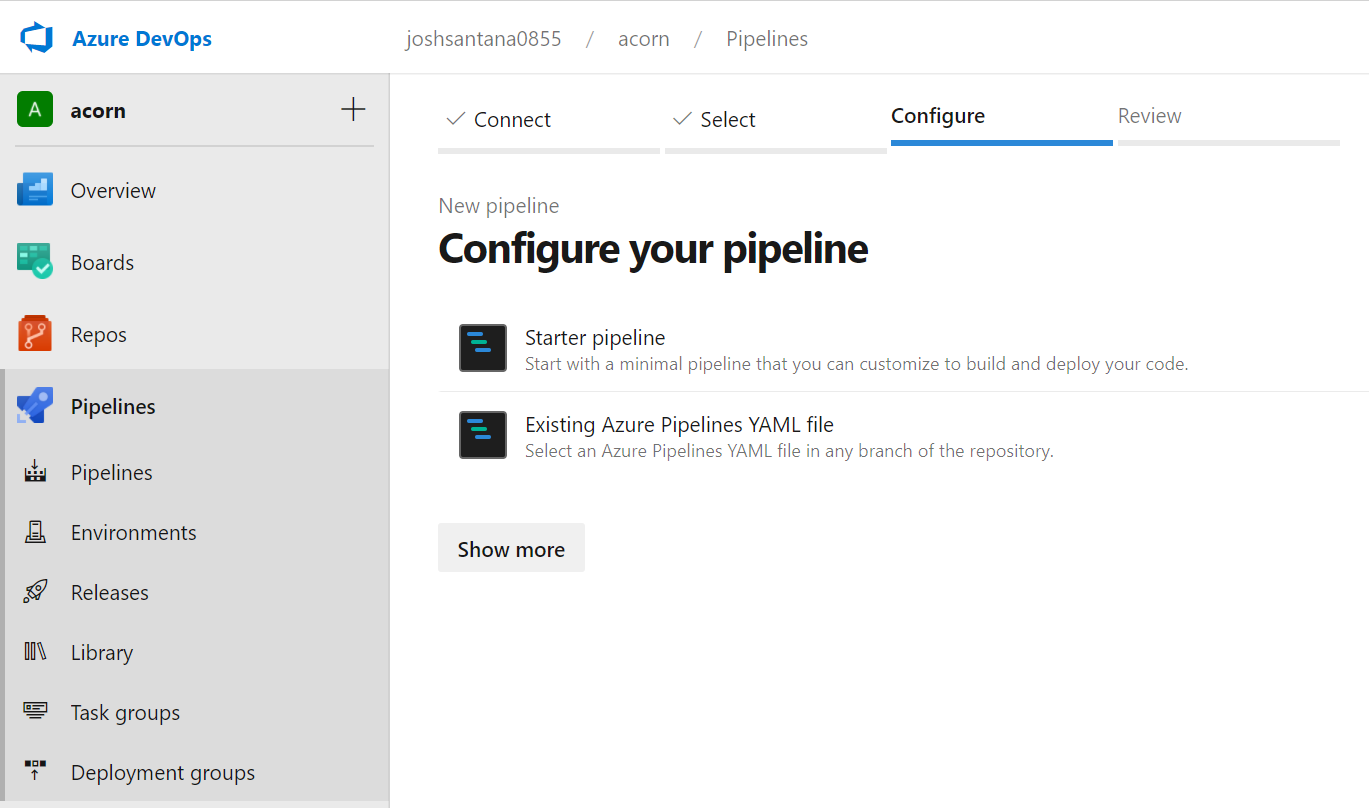 Azure DevOps
joshsantana0855 / acorn / Pipelines
A acorn
Overview
Boards
Repos
Pipelines
Pipelines
Environments
Releases
Library
Task groups
Deployment groups
Connect Select Configure Review
New pipeline
Configure your pipeline
Starter pipeline
Start with a minimal pipeline that you can customize to build and deploy your code.
Existing Azure Pipelines YAML file
Select an Azure Pipelines YAML file in any branch of the repository.
Show more